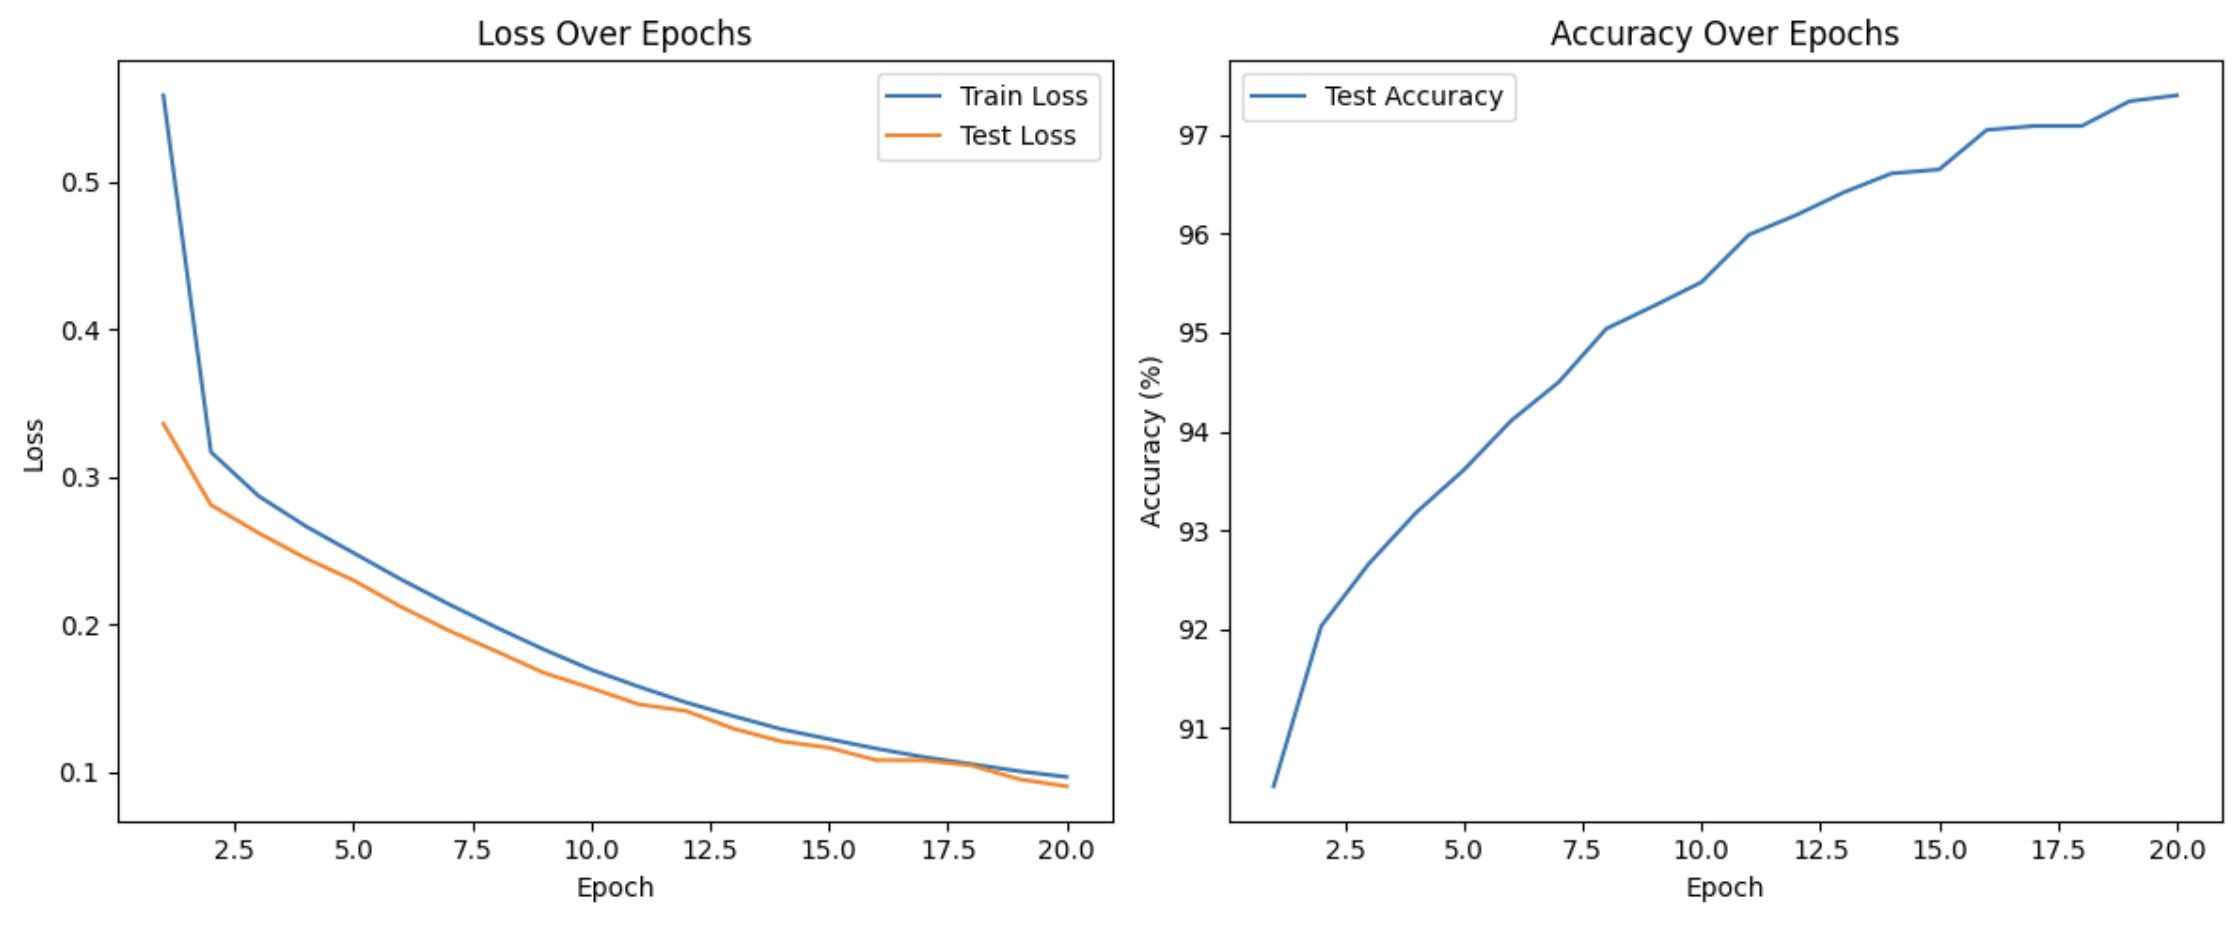 Loss Over Epochs
Train Loss
Test Loss
0.5
0.4
0.3
0.2
0.1
Loss
2.5 5.0 7.5 10.0 12.5 15.0 17.5 20.0
Epoch
Accuracy Over Epochs
Test Accuracy
97
96
95
94
93
92
91
Accuracy (%)
2.5 5.0 7.5 10.0 12.5 15.0 17.5 20.0
Epoch